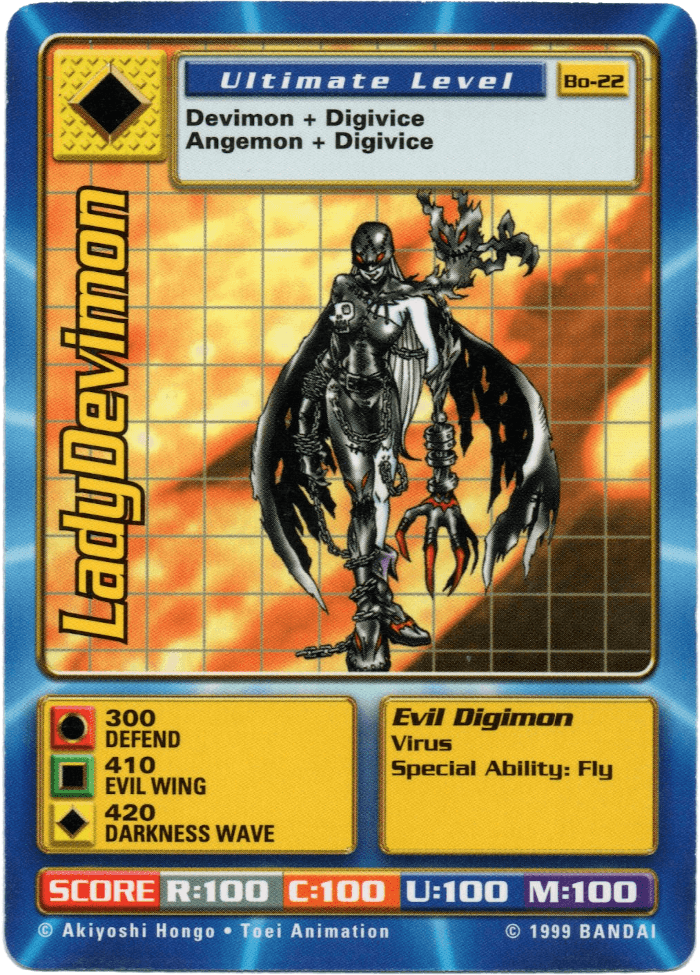 Ultimate Level
Bo-22
Devimon + Digivice
Angemon + Digivice
LadyDevimon
300
DEFEND
410
EVIL WING
420
DARKNESS WAVE
Evil Digimon
Virus
Special Ability: Fly
SCORE R:100 C:100 U:100 M:100
© Akiyoshi Hongo • Toei Animation
© 1999 BANDAI